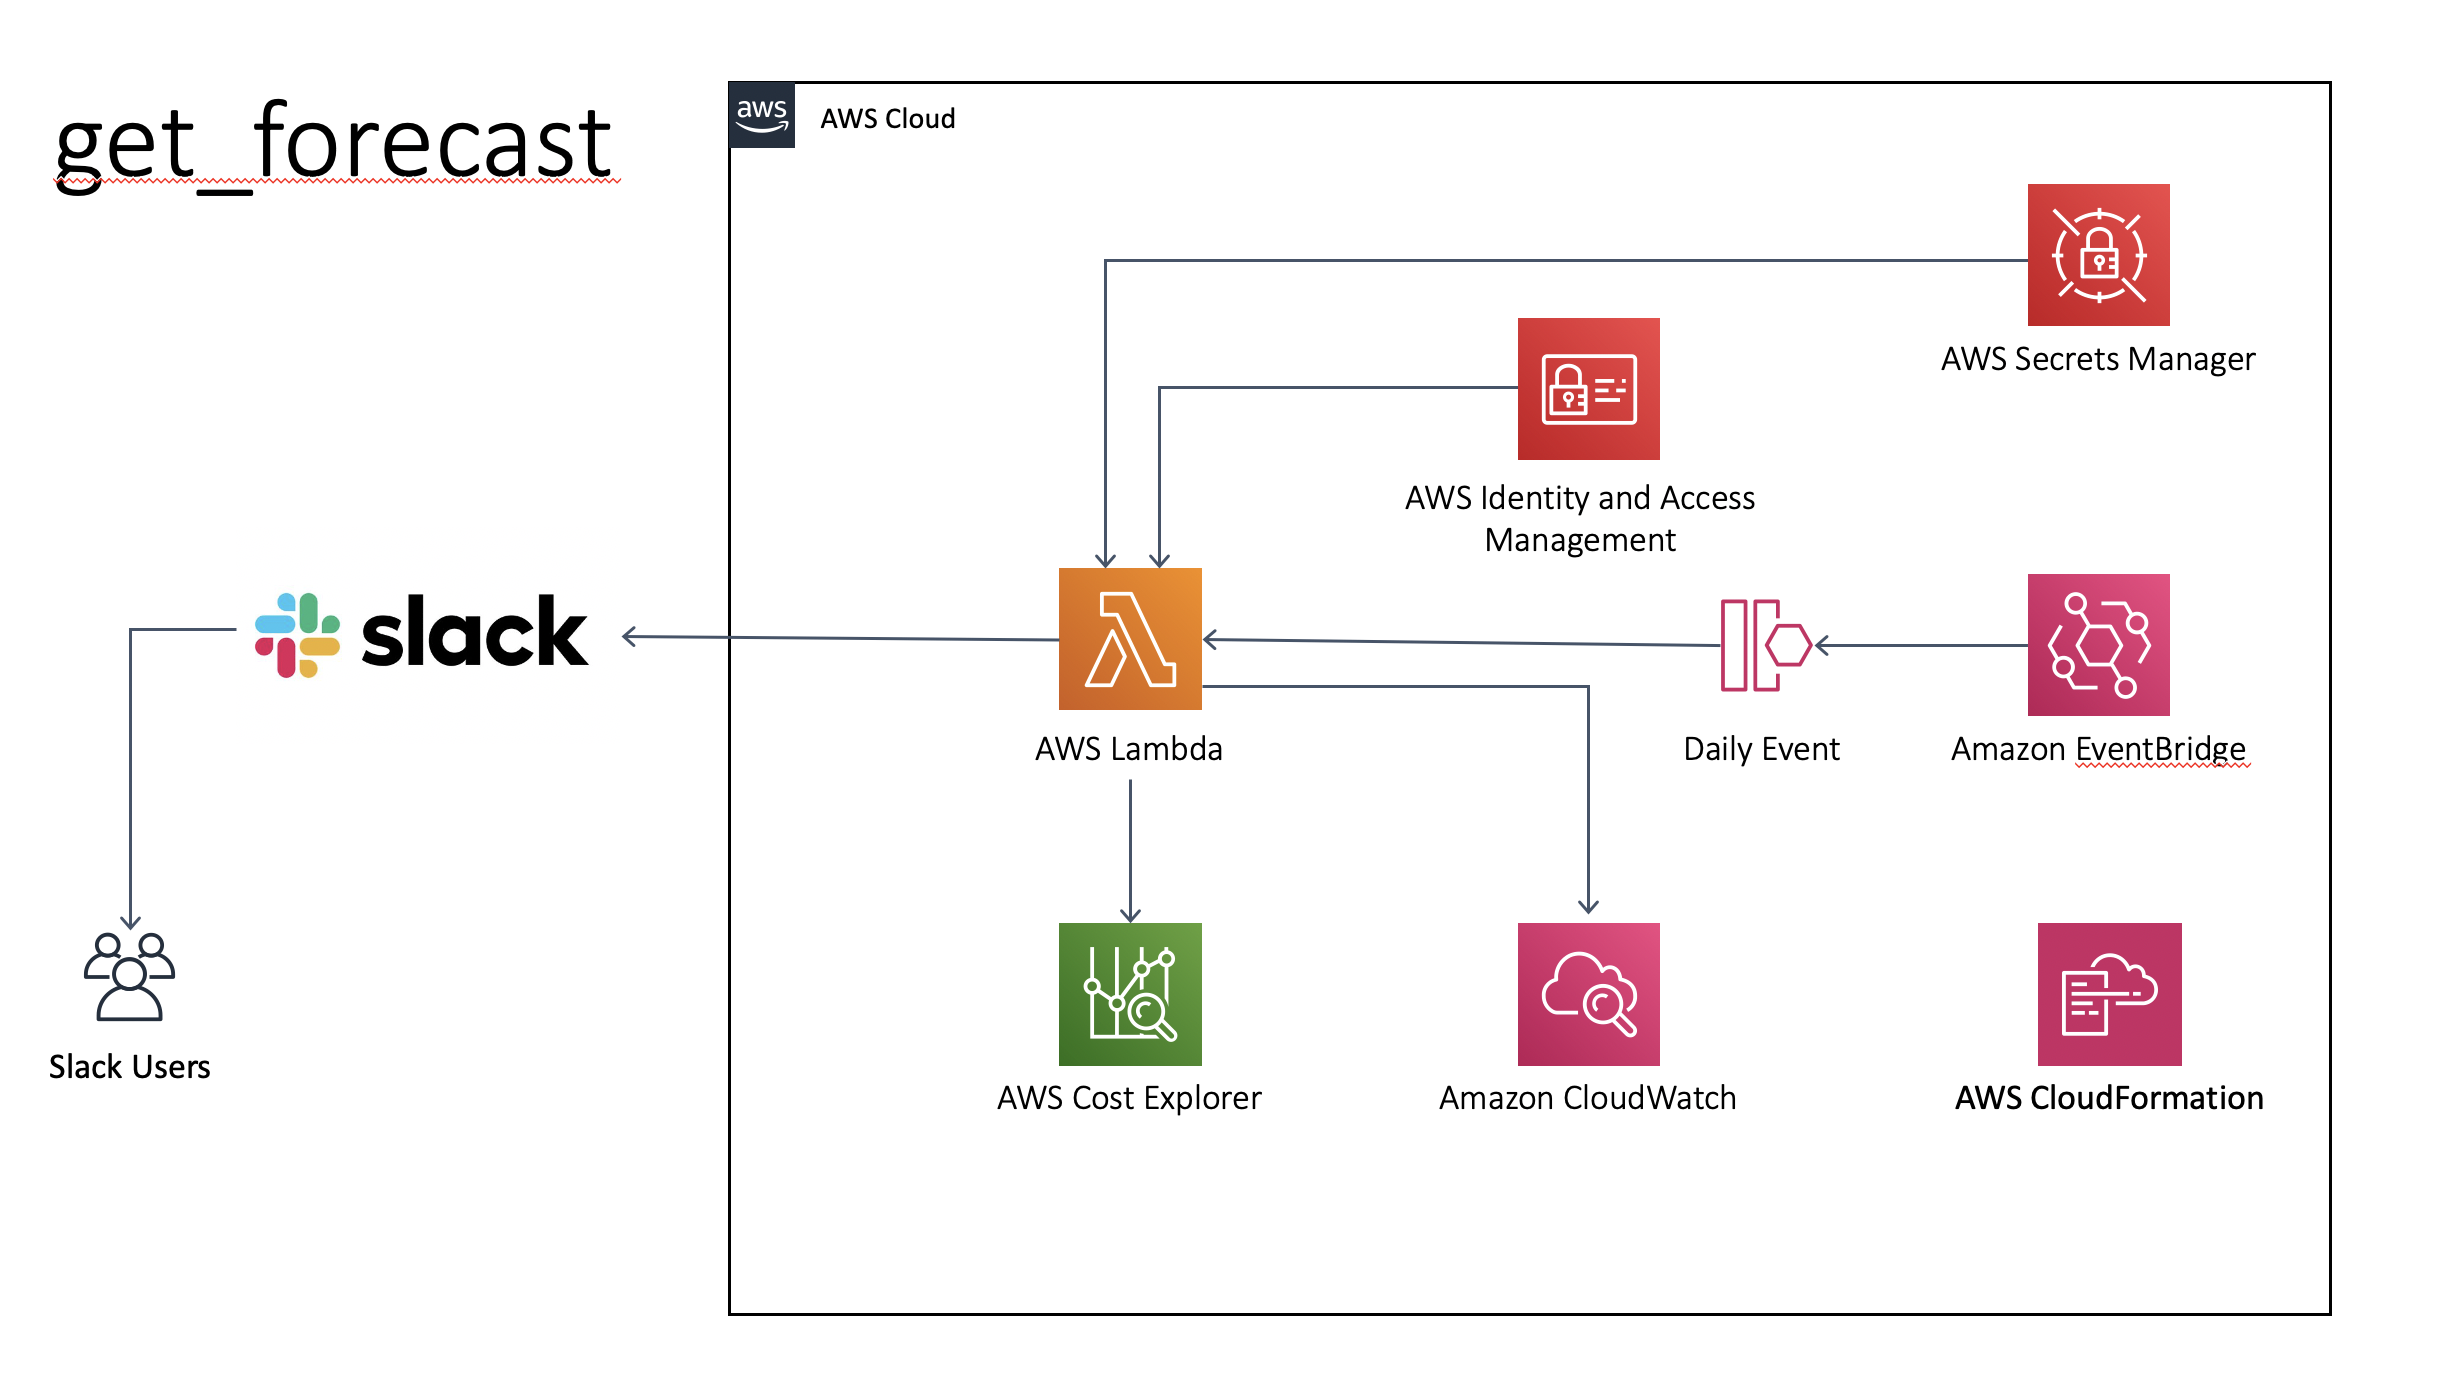 get_forecast
aws
AWS Cloud
AWS Secrets Manager
AWS Identity and Access
Management
slack
AWS Lambda
Daily Event
Amazon EventBridge
Slack Users
AWS Cost Explorer
Amazon CloudWatch
AWS CloudFormation